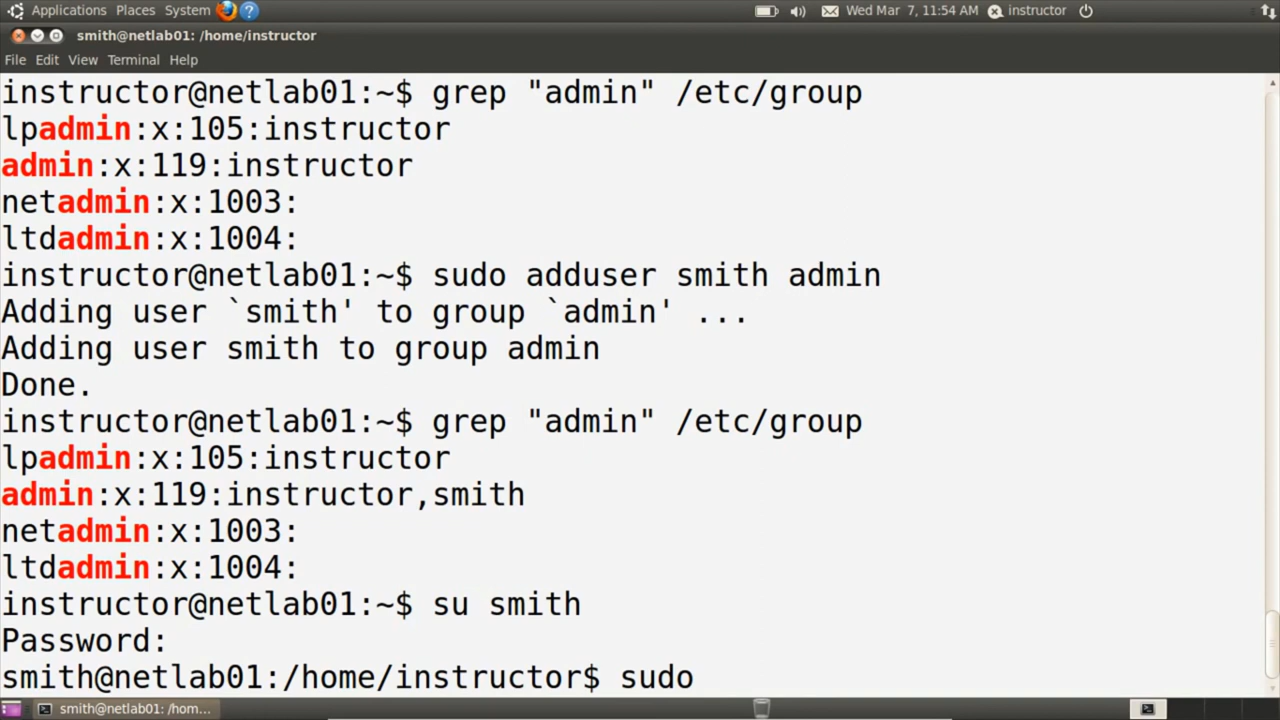 Applications Places System Wed Mar 7, 11:54 AM instructor
smith@netlab01: /home/instructor
File Edit View Terminal Help
instructor@netlab01:~$ grep "admin" /etc/group
lpadmin:x:105:instructor
admin:x:119:instructor
netadmin:x:1003:
ltdadmin:x:1004:
instructor@netlab01:~$ sudo adduser smith admin
Adding user `smith' to group `admin' ...
Adding user smith to group admin
Done.
instructor@netlab01:~$ grep "admin" /etc/group
lpadmin:x:105:instructor
admin:x:119:instructor,smith
netadmin:x:1003:
ltdadmin:x:1004:
instructor@netlab01:~$ su smith
Password:
smith@netlab01:/home/instructor$ sudo
smith@netlab01: /hom...